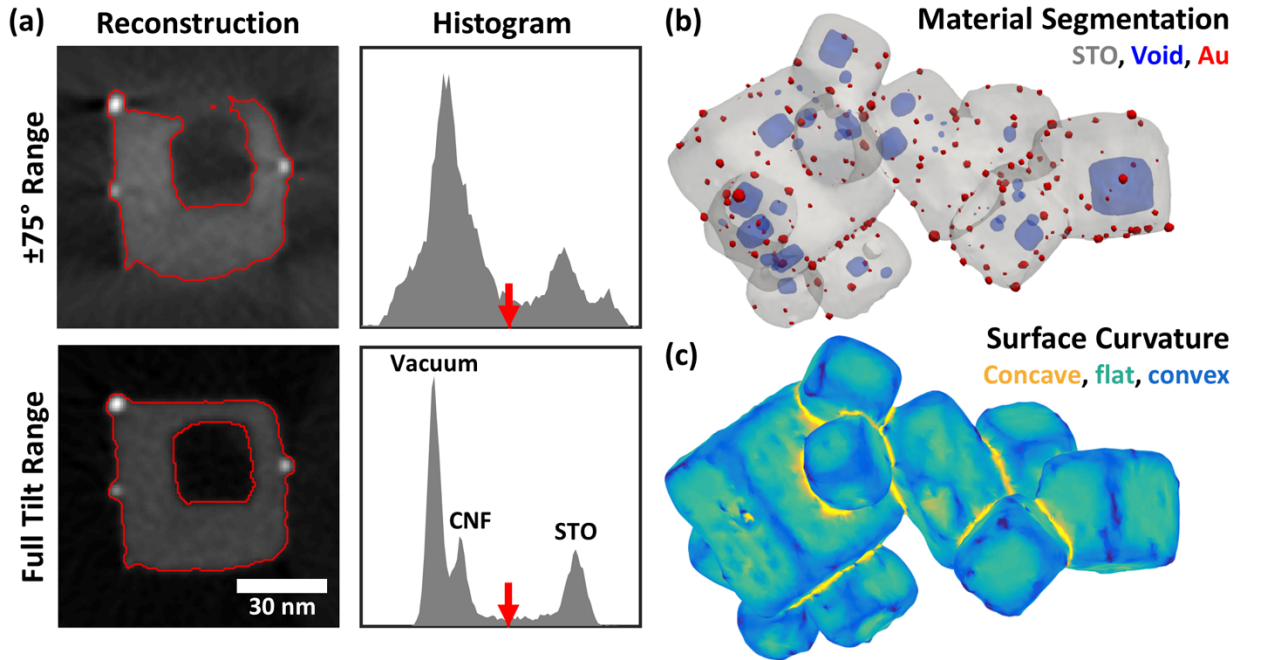 (a)
Reconstruction
Histogram
±75° Range
Full Tilt Range
Vacuum
CNF
STO
30 nm
(b)
Material Segmentation
STO, Void, Au
(c)
Surface Curvature
Concave, flat, convex